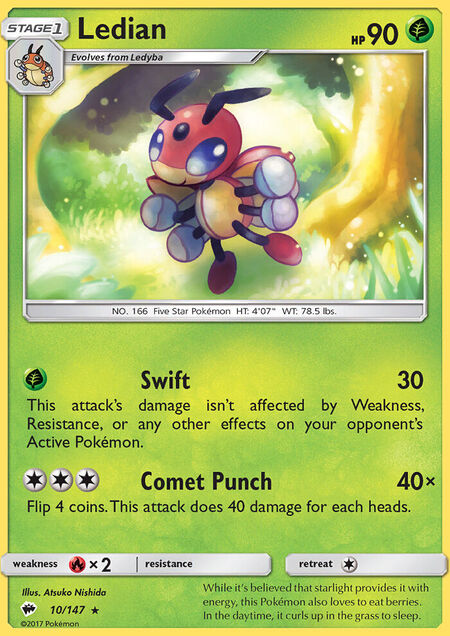 STAGE 1 Ledian HP 90
Evolves from Ledyba
NO. 166 Five Star Pokémon HT: 4'07" WT: 78.5 lbs.
Swift 30
This attack's damage isn't affected by Weakness,
Resistance, or any other effects on your opponent's
Active Pokémon.
Comet Punch 40×
Flip 4 coins. This attack does 40 damage for each heads.
weakness × 2 resistance retreat
Illus. Atsuko Nishida
10/147 ★
©2017 Pokémon
While it's believed that starlight provides it with
energy, this Pokémon also loves to eat berries.
In the daytime, it curls up in the grass to sleep.